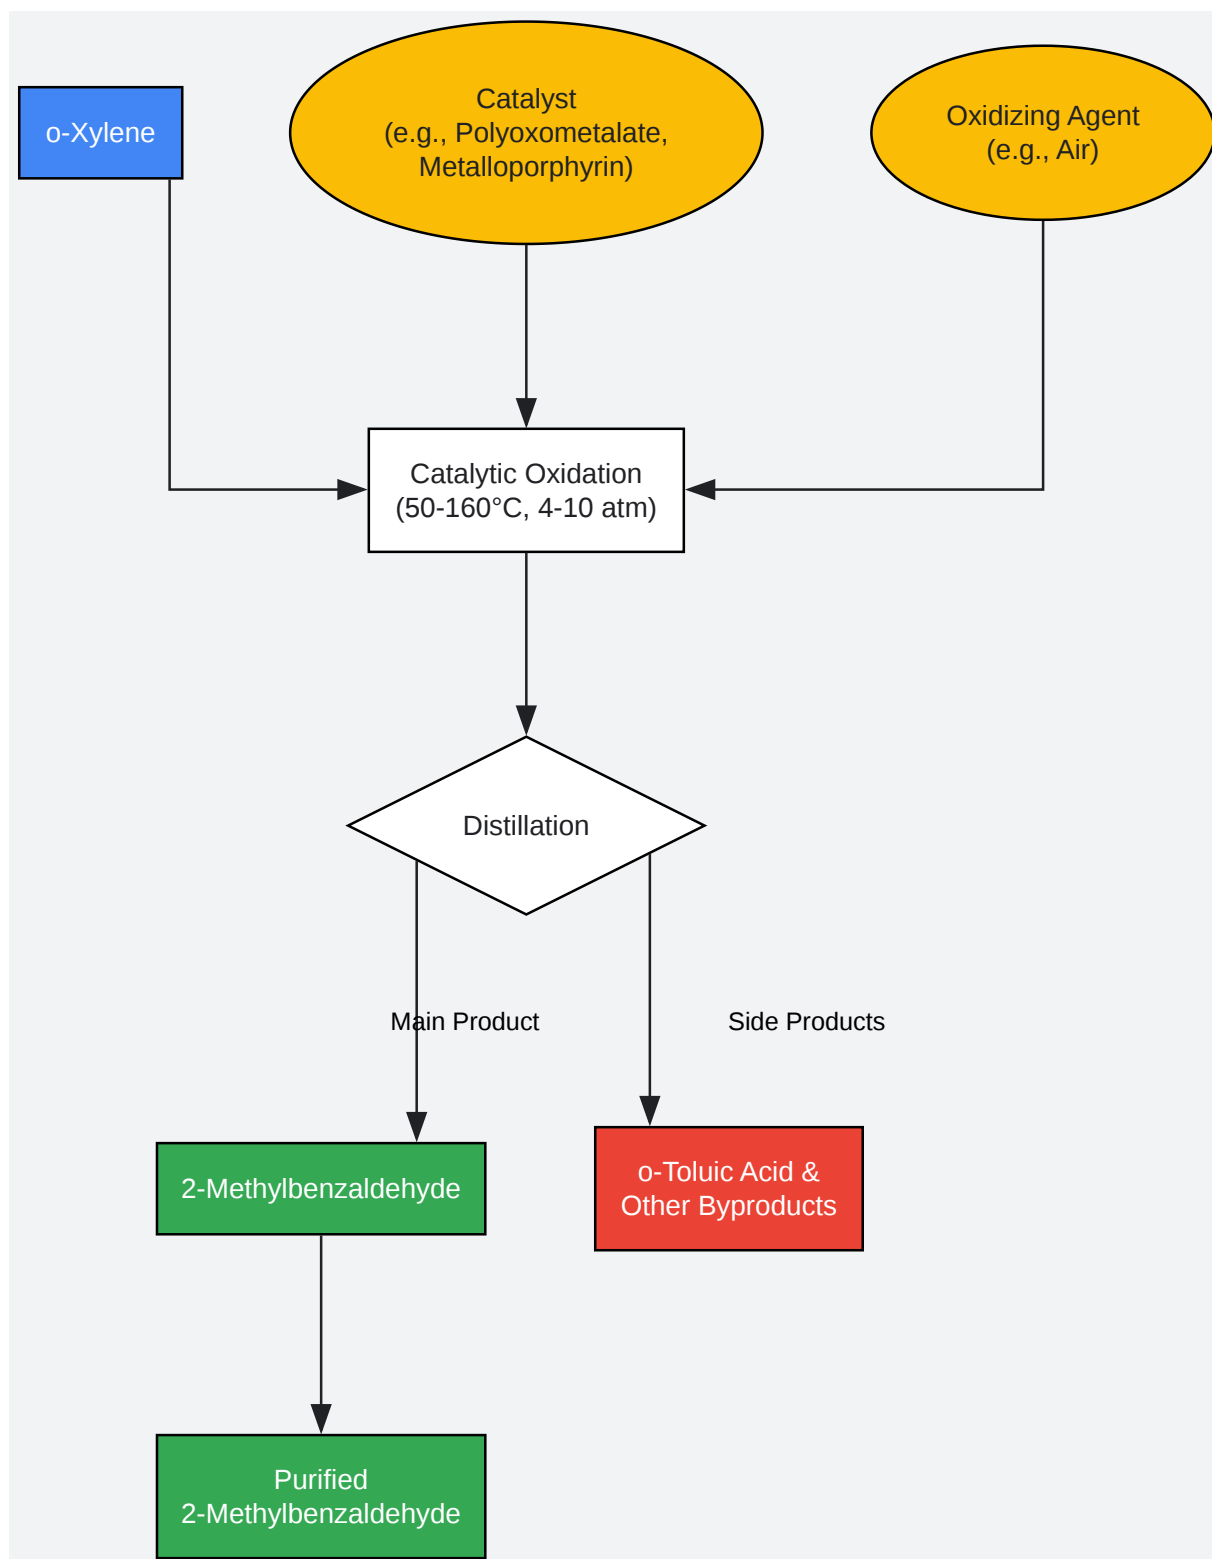 o-Xylene
Catalyst
(e.g., Polyoxometalate,
Metalloporphyrin)
Oxidizing Agent
(e.g., Air)
Catalytic Oxidation
(50-160°C, 4-10 atm)
Distillation
Main Product
Side Products
2-Methylbenzaldehyde
o-Toluic Acid &
Other Byproducts
Purified
2-Methylbenzaldehyde